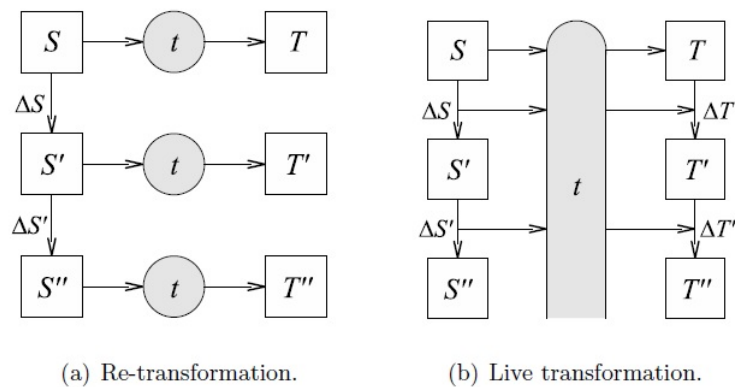 S t T
ΔS
S' t T'
ΔS'
S'' t T''
(a) Re-transformation.
S T
ΔS ΔT
S' t T'
ΔS' ΔT'
S'' T''
(b) Live transformation.